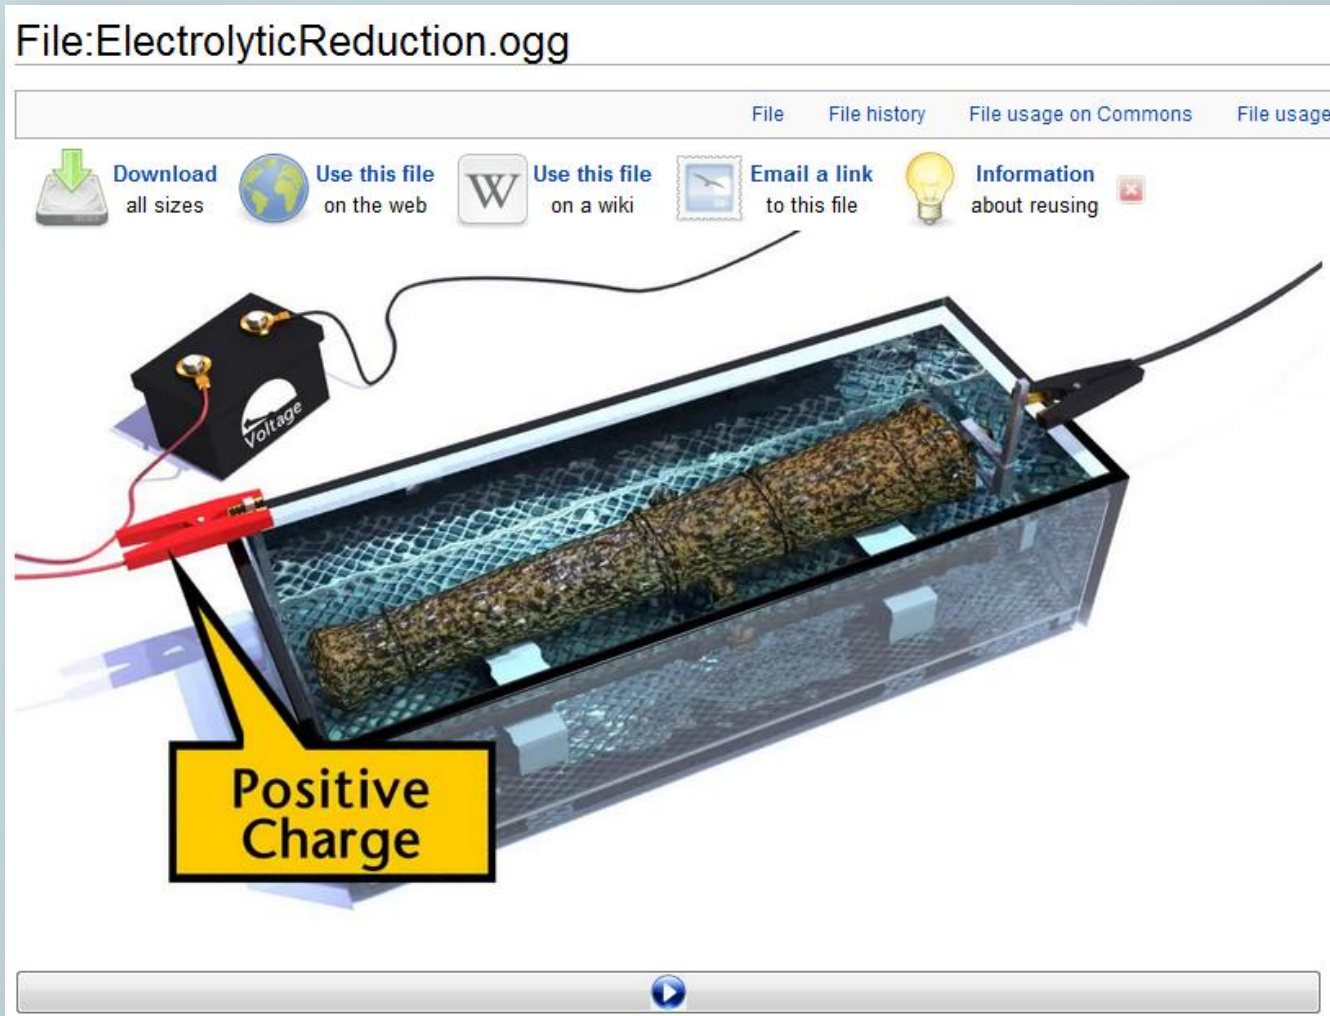 File:ElectrolyticReduction.ogg
File File history File usage on Commons File usage
Download
all sizes
Use this file
on the web
W
Use this file
on a wiki
Email a link
to this file
Information
about reusing
Voltage
Positive
Charge